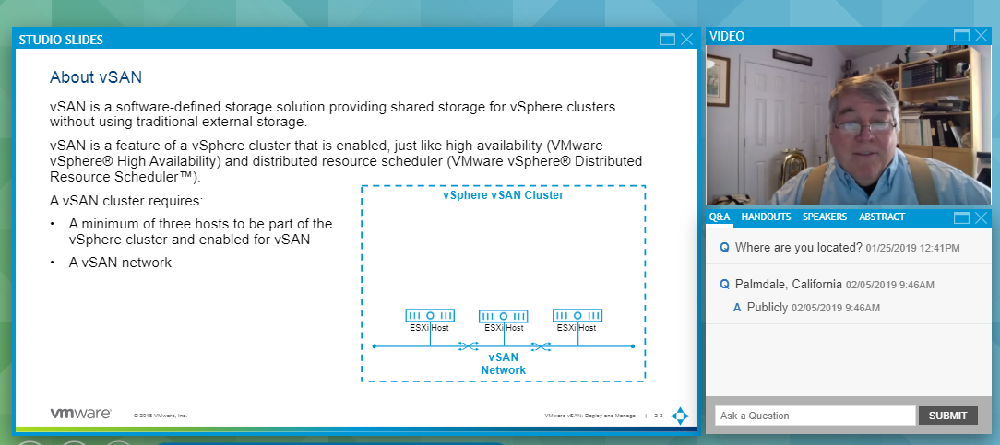 STUDIO SLIDES
About vSAN
vSAN is a software-defined storage solution providing shared storage for vSphere clusters
without using traditional external storage.
vSAN is a feature of a vSphere cluster that is enabled, just like high availability (VMware
vSphere® High Availability) and distributed resource scheduler (VMware vSphere® Distributed
Resource Scheduler™).
A vSAN cluster requires:
• A minimum of three hosts to be part of the
vSphere cluster and enabled for vSAN
• A vSAN network
vSphere vSAN Cluster
ESXi Host ESXi Host ESXi Host
vSAN
Network
vmware®
© 2018 VMware, Inc.
VMware vSAN: Deploy and Manage | 2-2
VIDEO
Q&A HANDOUTS SPEAKERS ABSTRACT
Q Where are you located? 01/25/2019 12:41PM
Q Palmdale, California 02/05/2019 9:46AM
A Publicly 02/05/2019 9:46AM
Ask a Question SUBMIT